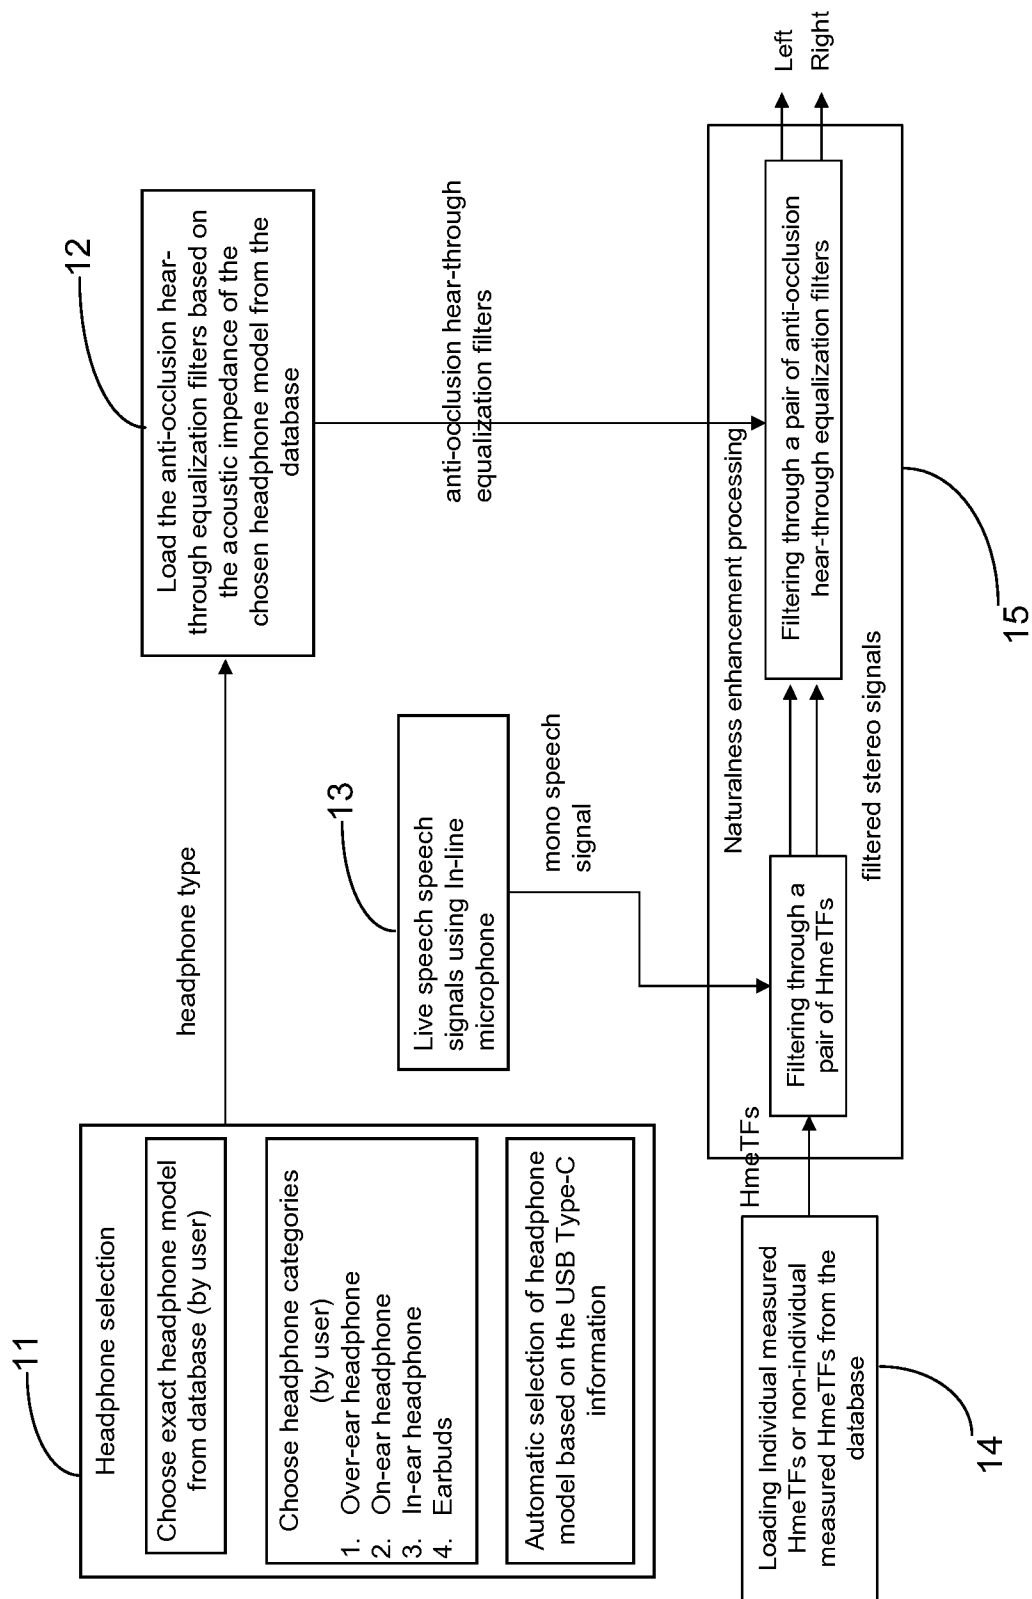 11
Headphone selection
Choose exact headphone model
from database (by user)
Choose headphone categories
(by user)
1. Over-ear headphone
2. On-ear headphone
3. In-ear headphone
4. Earbuds
Automatic selection of headphone
model based on the USB Type-C
information
headphone type
12
Load the anti-occlusion hear-
through equalization filters based on
the acoustic impedance of the
chosen headphone model from the
database
anti-occlusion hear-through
equalization filters
13
Live speech speech
signals using In-line
microphone
mono speech
signal
14
Loading Individual measured
HmeTFs or non-individual
measured HmeTFs from the
database
HmeTFs
Naturalness enhancement processing
Filtering through a
pair of HmeTFs
filtered stereo signals
Filtering through a pair of anti-occlusion
hear-through equalization filters
15
Left
Right